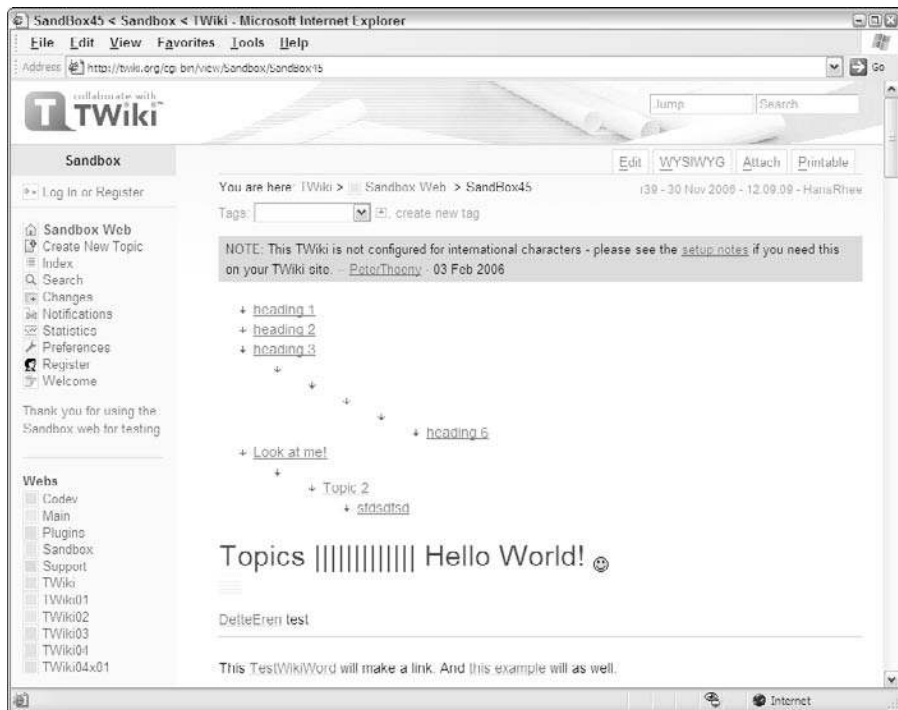 SandBox45 < Sandbox < TWiki - Microsoft Internet Explorer
File Edit View Favorites Tools Help
Address http://twiki.org/cgi-bin/view/Sandbox/SandBox45 Go
collaborate with
TWiki™
Jump Search
Sandbox
Edit WYSIWYG Attach Printable
Log In or Register
You are here: TWiki > Sandbox Web > SandBox45
r39 - 30 Nov 2006 - 12:09:09 - HansRhee
Tags: create new tag
Sandbox Web
Create New Topic
Index
Search
Changes
Notifications
Statistics
Preferences
Register
Welcome
Thank you for using the
Sandbox web for testing
Webs
Codev
Main
Plugins
Sandbox
Support
TWiki
TWiki01
TWiki02
TWiki03
TWiki04
TWiki04x01
NOTE: This TWiki is not configured for international characters - please see the setup notes if you need this
on your TWiki site. -- PeterThoeny - 03 Feb 2006
heading 1
heading 2
heading 3
heading 6
Look at me!
Topic 2
sfdsdfsd
Topics ||||||||||||| Hello World!
DetteEren test
This TestWikiWord will make a link. And this example will as well.
Internet